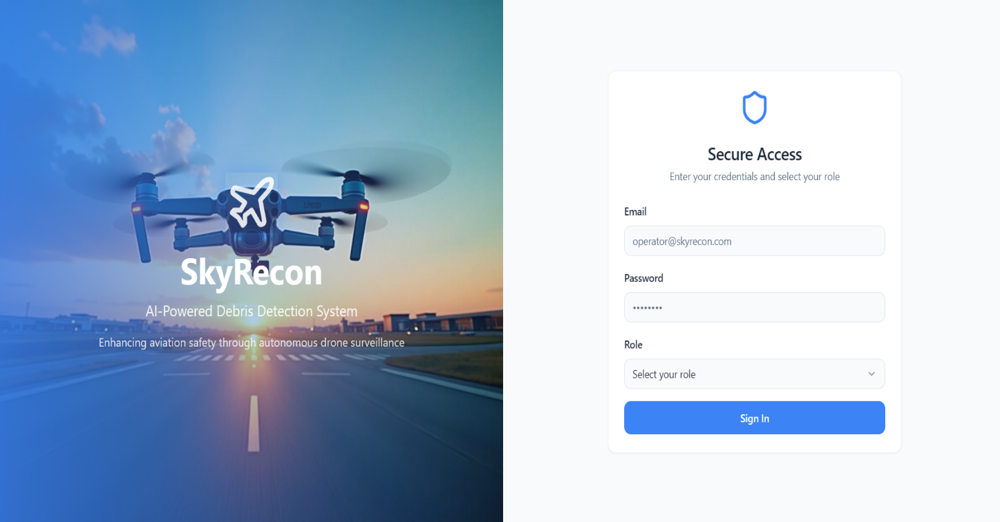 SkyRecon
AI-Powered Debris Detection System
Enhancing aviation safety through autonomous drone surveillance
Secure Access
Enter your credentials and select your role
Email
operator@skyrecon.com
Password
••••••••
Role
Select your role
Sign In